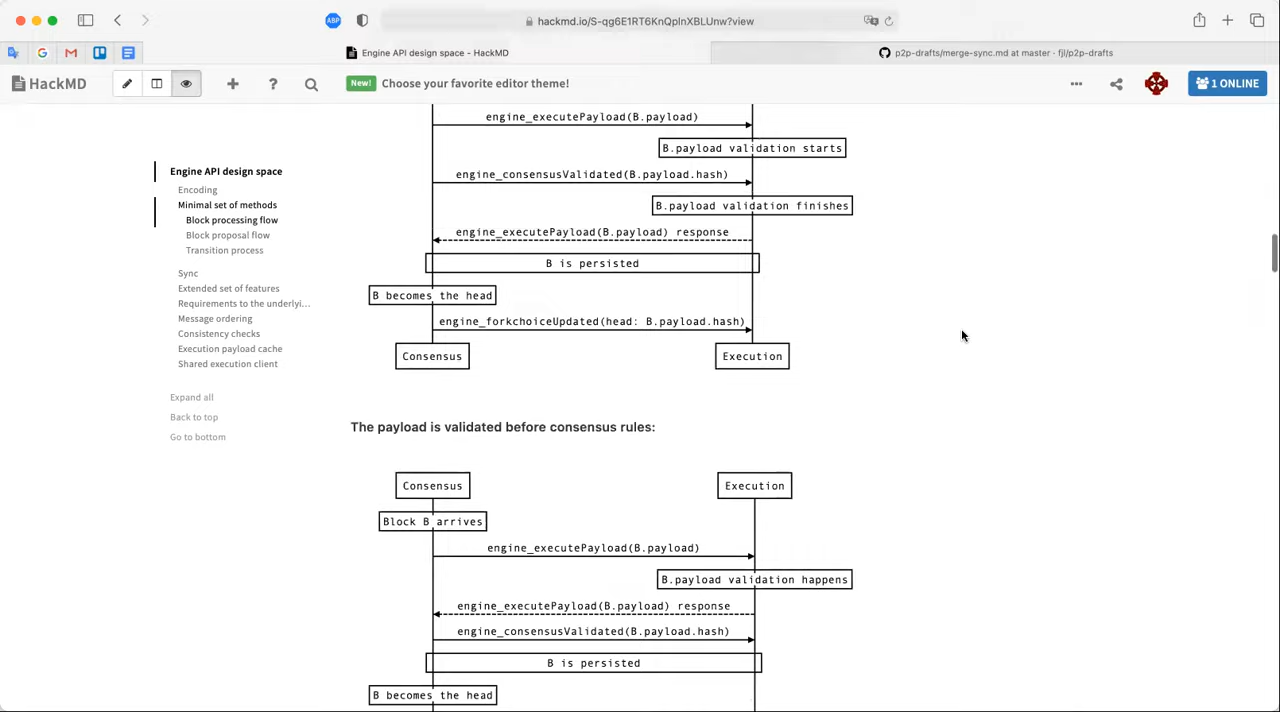 ABP
hackmd.io/S-qg6E1RT6KnQpInXBLUnw?view
Engine API design space - HackMD
p2p-drafts/merge-sync.md at master · fjl/p2p-drafts
HackMD
New!
Choose your favorite editor theme!
1 ONLINE
Engine API design space
Encoding
Minimal set of methods
Block processing flow
Block proposal flow
Transition process
Sync
Extended set of features
Requirements to the underlyi...
Message ordering
Consistency checks
Execution payload cache
Shared execution client
Expand all
Back to top
Go to bottom
engine_executePayload(B.payload)
B.payload validation starts
engine_consensusValidated(B.payload.hash)
B.payload validation finishes
engine_executePayload(B.payload) response
B is persisted
B becomes the head
engine_forkchoiceUpdated(head: B.payload.hash)
Consensus
Execution
The payload is validated before consensus rules:
Consensus
Execution
Block B arrives
engine_executePayload(B.payload)
B.payload validation happens
engine_executePayload(B.payload) response
engine_consensusValidated(B.payload.hash)
B is persisted
B becomes the head